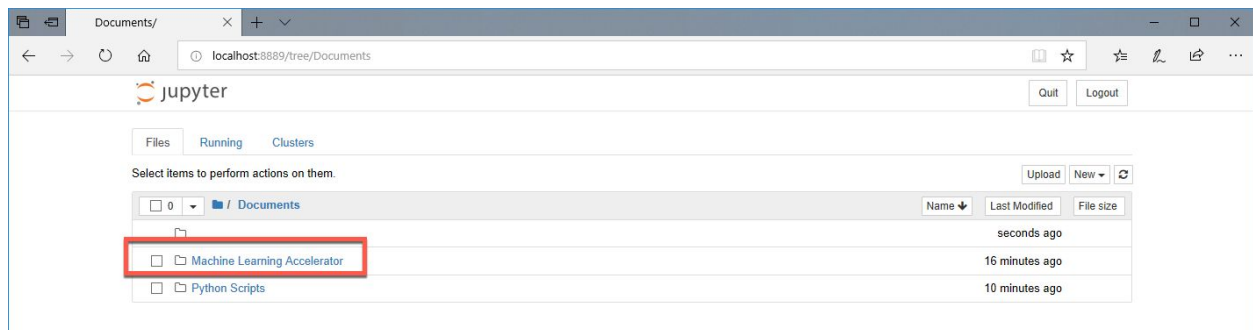 Documents/
localhost:8889/tree/Documents
jupyter
Quit Logout
Files Running Clusters
Select items to perform actions on them.
Upload New
0 / Documents Name Last Modified File size
seconds ago
Machine Learning Accelerator 16 minutes ago
Python Scripts 10 minutes ago